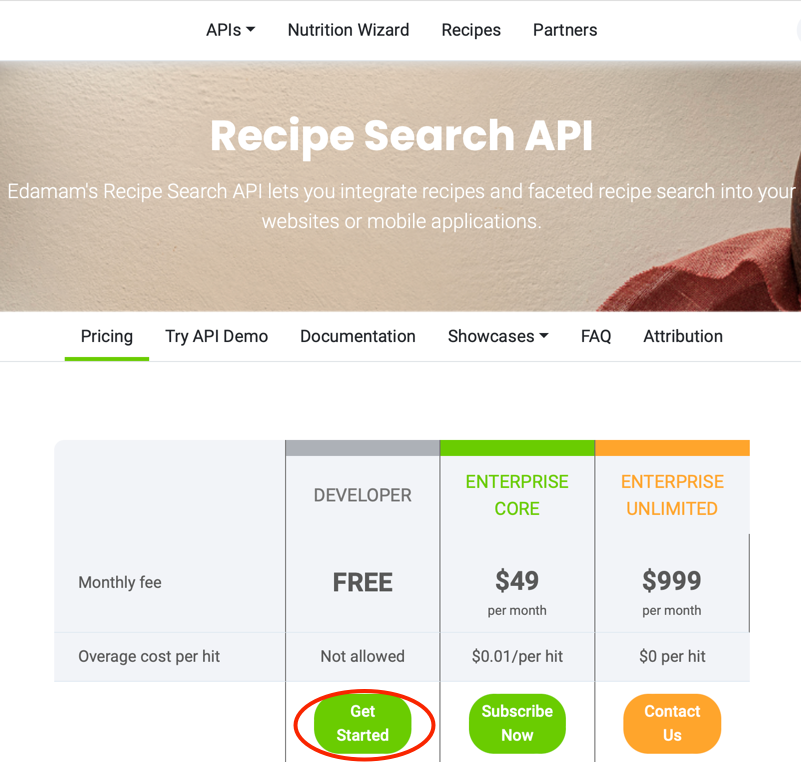 APIs Nutrition Wizard Recipes Partners
Recipe Search API
Edamam's Recipe Search API lets you integrate recipes and faceted recipe search into your
websites or mobile applications.
Pricing Try API Demo Documentation Showcases FAQ Attribution
DEVELOPER ENTERPRISE CORE ENTERPRISE UNLIMITED
Monthly fee FREE $49 $999
per month per month
Overage cost per hit Not allowed $0.01/per hit $0 per hit
Get Subscribe Contact
Started Now Us